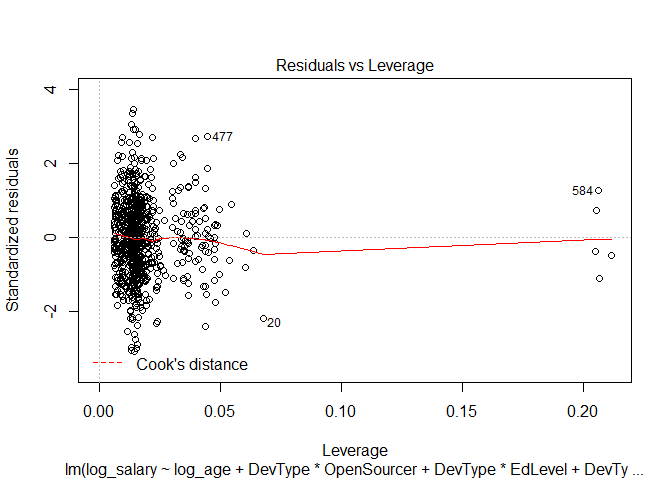 Residuals vs Leverage
Standardized residuals
4
2
0
-2
477
584
20
Cook's distance
0.00 0.05 0.10 0.15 0.20
Leverage
lm(log_salary ~ log_age + DevType * OpenSourcer + DevType * EdLevel + DevTy ...